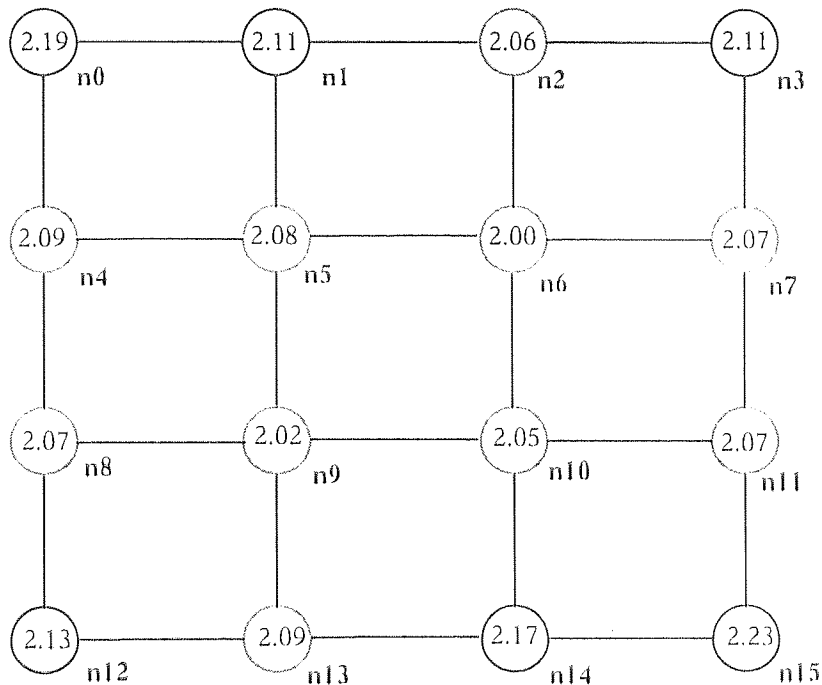 2.19 2.11 2.06 2.11
n0 n1 n2 n3
2.09 2.08 2.00 2.07
n4 n5 n6 n7
2.07 2.02 2.05 2.07
n8 n9 n10 n11
2.13 2.09 2.17 2.23
n12 n13 n14 n15